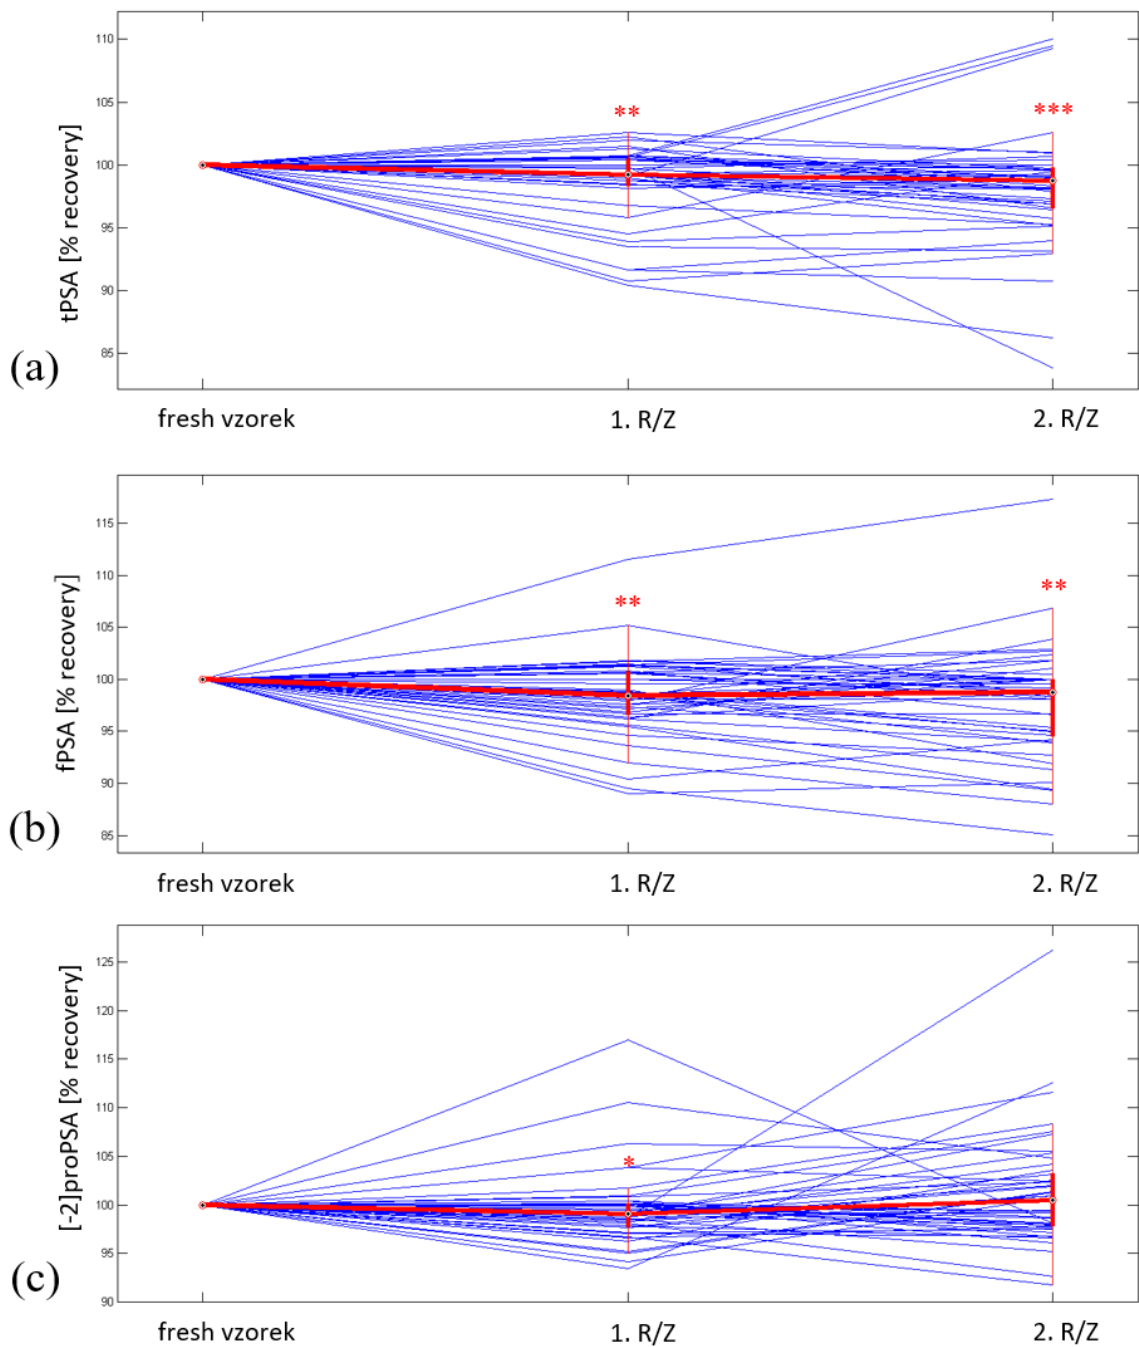 110
105
100
95
90
85
tPSA [% recovery]
**
***
(a)
fresh vzorek 1. R/Z 2. R/Z
115
110
105
100
95
90
85
fPSA [% recovery]
**
**
(b)
fresh vzorek 1. R/Z 2. R/Z
125
120
115
110
105
100
95
90
[-2]proPSA [% recovery]
*
(c)
fresh vzorek 1. R/Z 2. R/Z